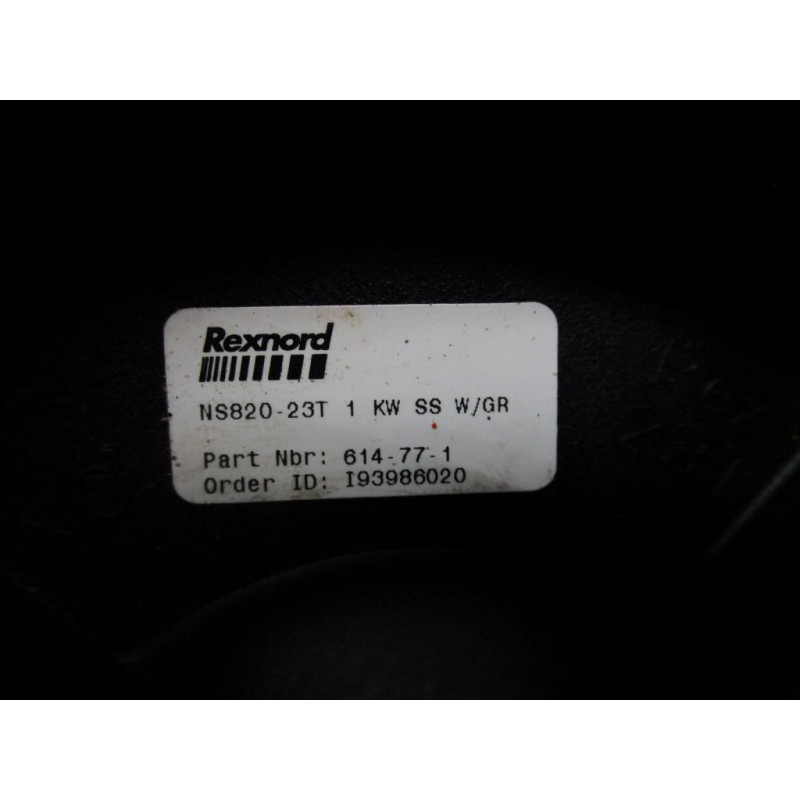 Rexnord
NS820-23T 1 KW SS W/GR
Part Nbr: 614-77-1
Order ID: I93986020